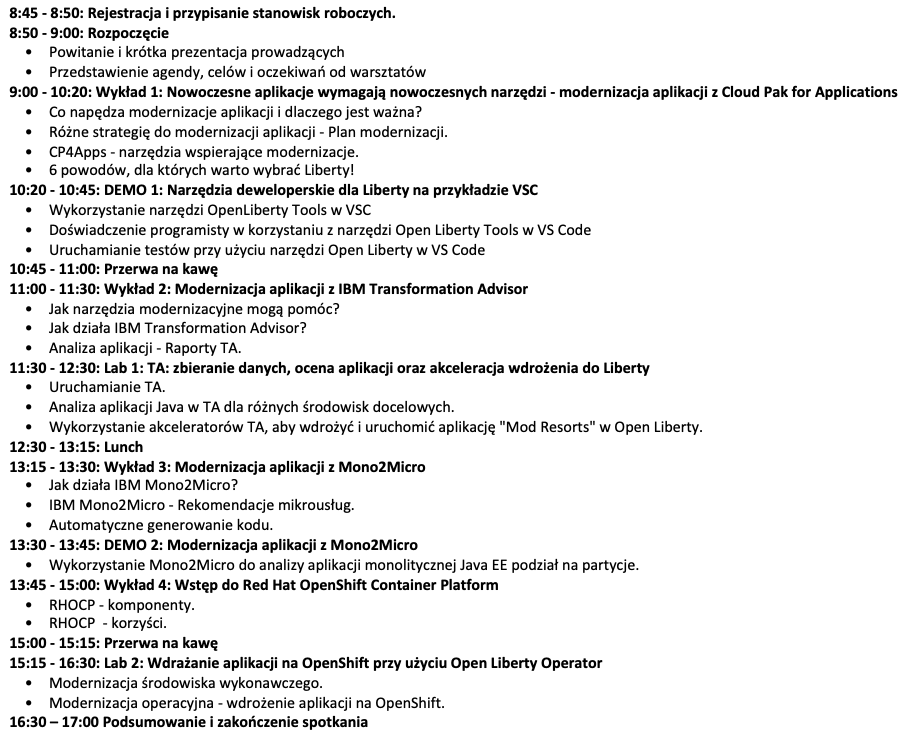 8:45 - 8:50: Rejestracja i przypisanie stanowisk roboczych.
8:50 - 9:00: Rozpoczęcie
• Powitanie i krótka prezentacja prowadzących
• Przedstawienie agendy, celów i oczekiwań od warsztatów
9:00 - 10:20: Wykład 1: Nowoczesne aplikacje wymagają nowoczesnych narzędzi - modernizacja aplikacji z Cloud Pak for Applications
• Co napędza modernizacje aplikacji i dlaczego jest ważna?
• Różne strategię do modernizacji aplikacji - Plan modernizacji.
• CP4Apps - narzędzia wspierające modernizacje.
• 6 powodów, dla których warto wybrać Liberty!
10:20 - 10:45: DEMO 1: Narzędzia deweloperskie dla Liberty na przykładzie VSC
• Wykorzystanie narzędzi OpenLiberty Tools w VSC
• Doświadczenie programisty w korzystaniu z narzędzi Open Liberty Tools w VS Code
• Uruchamianie testów przy użyciu narzędzi Open Liberty w VS Code
10:45 - 11:00: Przerwa na kawę
11:00 - 11:30: Wykład 2: Modernizacja aplikacji z IBM Transformation Advisor
• Jak narzędzia modernizacyjne mogą pomóc?
• Jak działa IBM Transformation Advisor?
• Analiza aplikacji - Raporty TA.
11:30 - 12:30: Lab 1: TA: zbieranie danych, ocena aplikacji oraz akceleracja wdrożenia do Liberty
• Uruchamianie TA.
• Analiza aplikacji Java w TA dla różnych środowisk docelowych.
• Wykorzystanie akceleratorów TA, aby wdrożyć i uruchomić aplikację "Mod Resorts" w Open Liberty.
12:30 - 13:15: Lunch
13:15 - 13:30: Wykład 3: Modernizacja aplikacji z Mono2Micro
• Jak działa IBM Mono2Micro?
• IBM Mono2Micro - Rekomendacje mikrousług.
• Automatyczne generowanie kodu.
13:30 - 13:45: DEMO 2: Modernizacja aplikacji z Mono2Micro
• Wykorzystanie Mono2Micro do analizy aplikacji monolitycznej Java EE podział na partycje.
13:45 - 15:00: Wykład 4: Wstęp do Red Hat OpenShift Container Platform
• RHOCP - komponenty.
• RHOCP  - korzyści.
15:00 - 15:15: Przerwa na kawę
15:15 - 16:30: Lab 2: Wdrażanie aplikacji na OpenShift przy użyciu Open Liberty Operator
• Modernizacja środowiska wykonawczego.
• Modernizacja operacyjna - wdrożenie aplikacji na OpenShift.
16:30 – 17:00 Podsumowanie i zakończenie spotkania